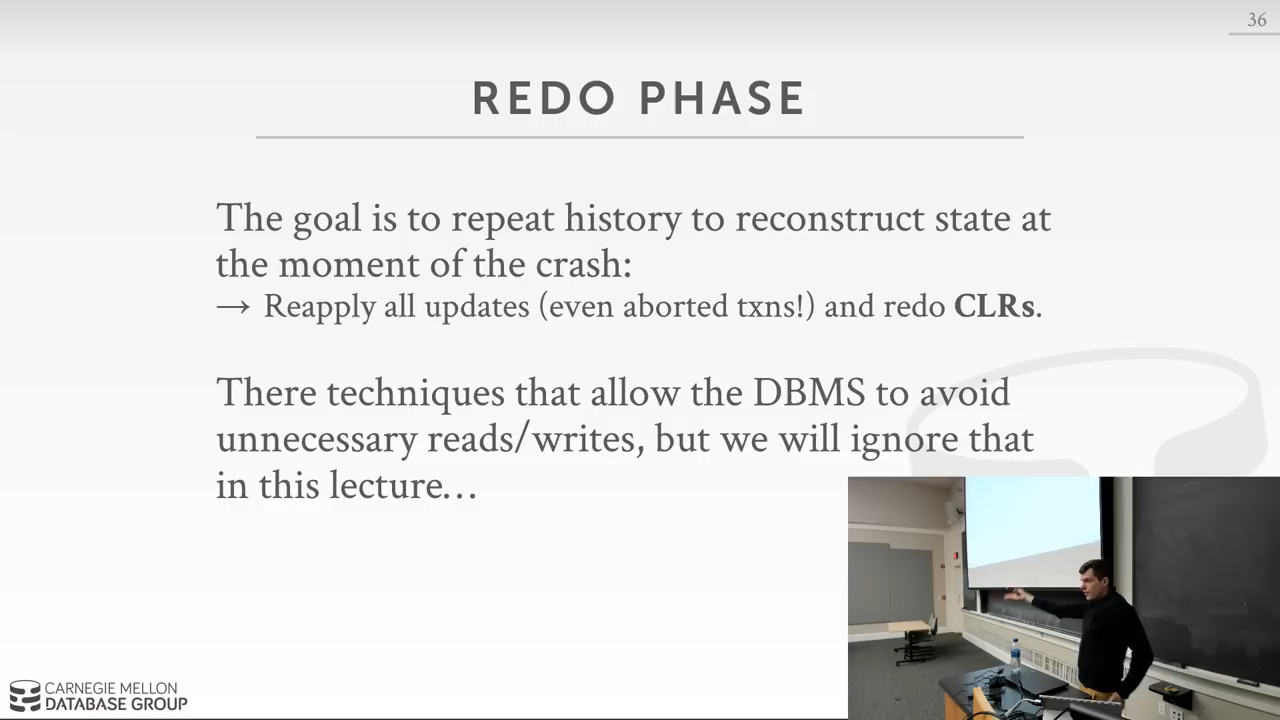 36
REDO PHASE
The goal is to repeat history to reconstruct state at
the moment of the crash:
→ Reapply all updates (even aborted txns!) and redo CLRs.
There techniques that allow the DBMS to avoid
unnecessary reads/writes, but we will ignore that
in this lecture…
CARNEGIE MELLON
DATABASE GROUP